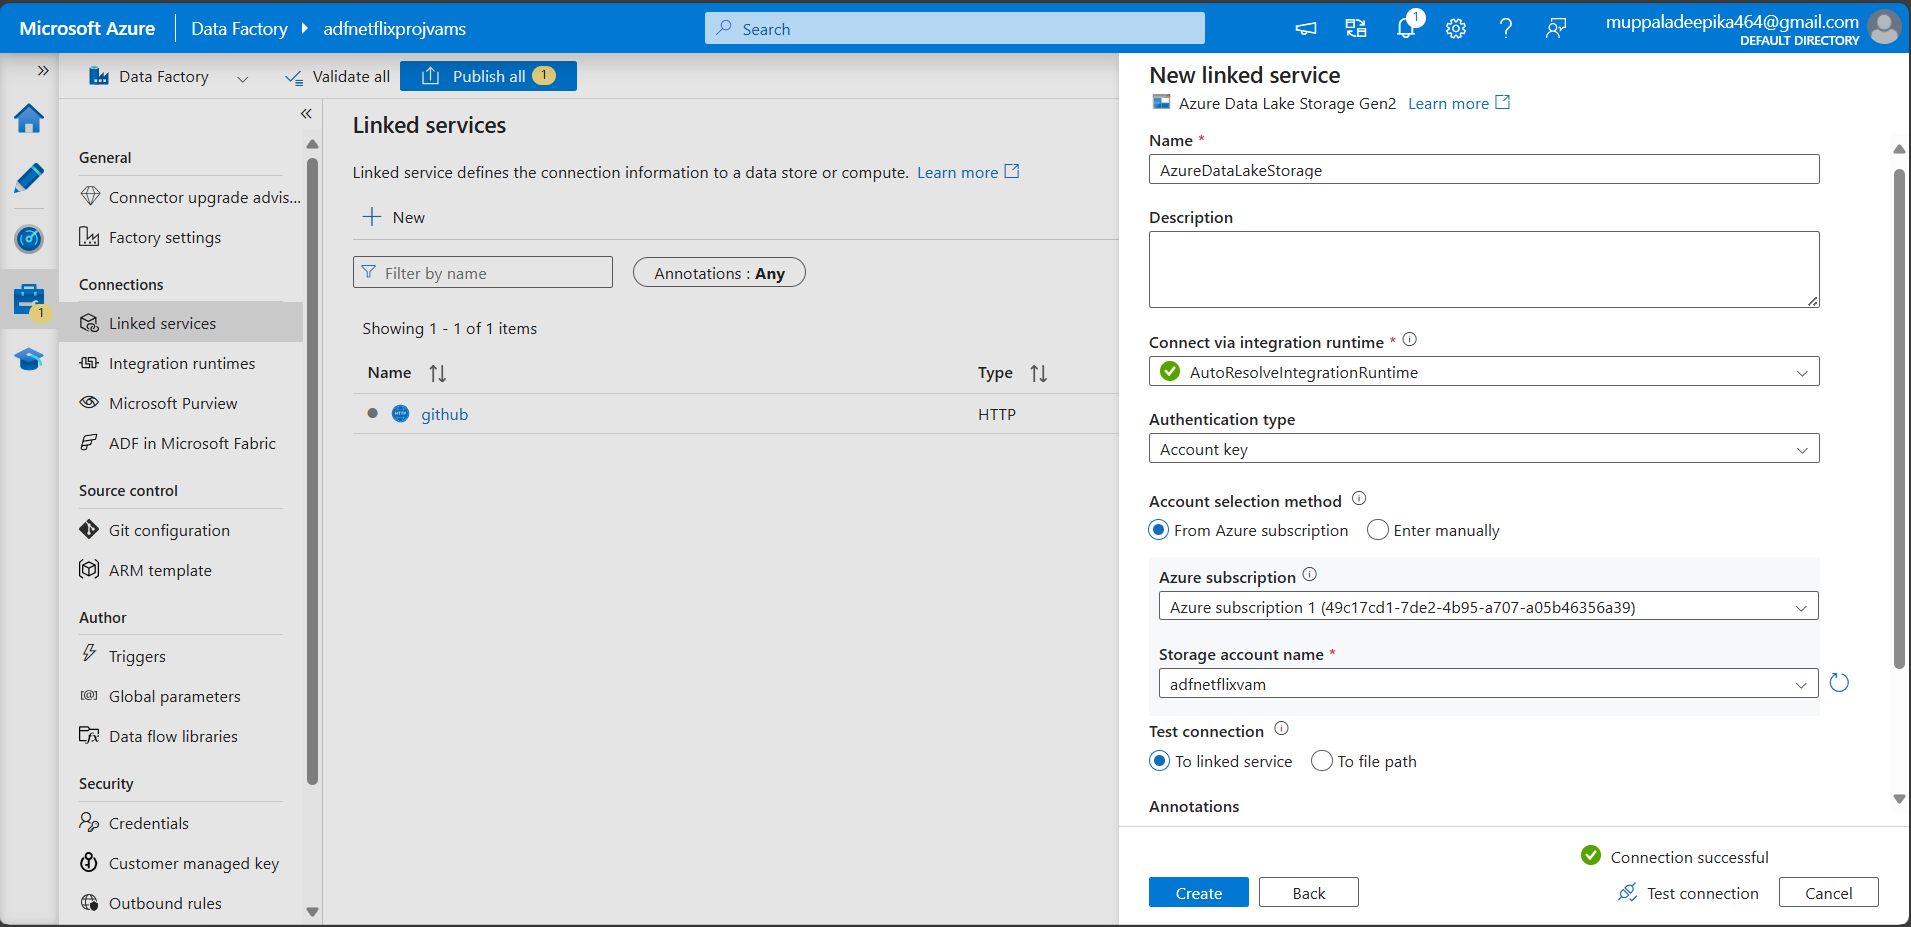 Microsoft Azure
Data Factory
adfnetflixprojvams
Search
1
muppaladeepika464@gmail.com
DEFAULT DIRECTORY
Data Factory
Validate all
Publish all 1
1
General
Connector upgrade advis...
Factory settings
Connections
Linked services
Integration runtimes
Microsoft Purview
ADF in Microsoft Fabric
Source control
Git configuration
ARM template
Author
Triggers
Global parameters
Data flow libraries
Security
Credentials
Customer managed key
Outbound rules
Linked services
Linked service defines the connection information to a data store or compute. Learn more
New
Filter by name
Annotations : Any
Showing 1 - 1 of 1 items
Name
Type
HTTP
github
HTTP
New linked service
Azure Data Lake Storage Gen2 Learn more
Name *
AzureDataLakeStorage
Description
Connect via integration runtime *
AutoResolveIntegrationRuntime
Authentication type
Account key
Account selection method
From Azure subscription
Enter manually
Azure subscription
Azure subscription 1 (49c17cd1-7de2-4b95-a707-a05b46356a39)
Storage account name *
adfnetflixvam
Test connection
To linked service
To file path
Annotations
Connection successful
Create
Back
Test connection
Cancel